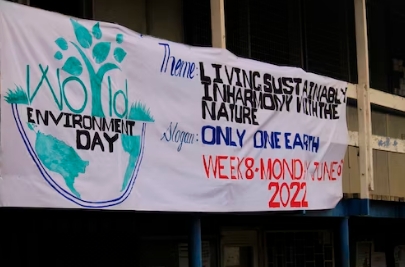 World
ENVIRONMENT
DAY
Theme: LIVING SUSTAINABLY
IN HARMONY WITH THE
NATURE
Slogan: ONLY ONE EARTH
WEEK 8 - MONDAY JUNE 6
2022